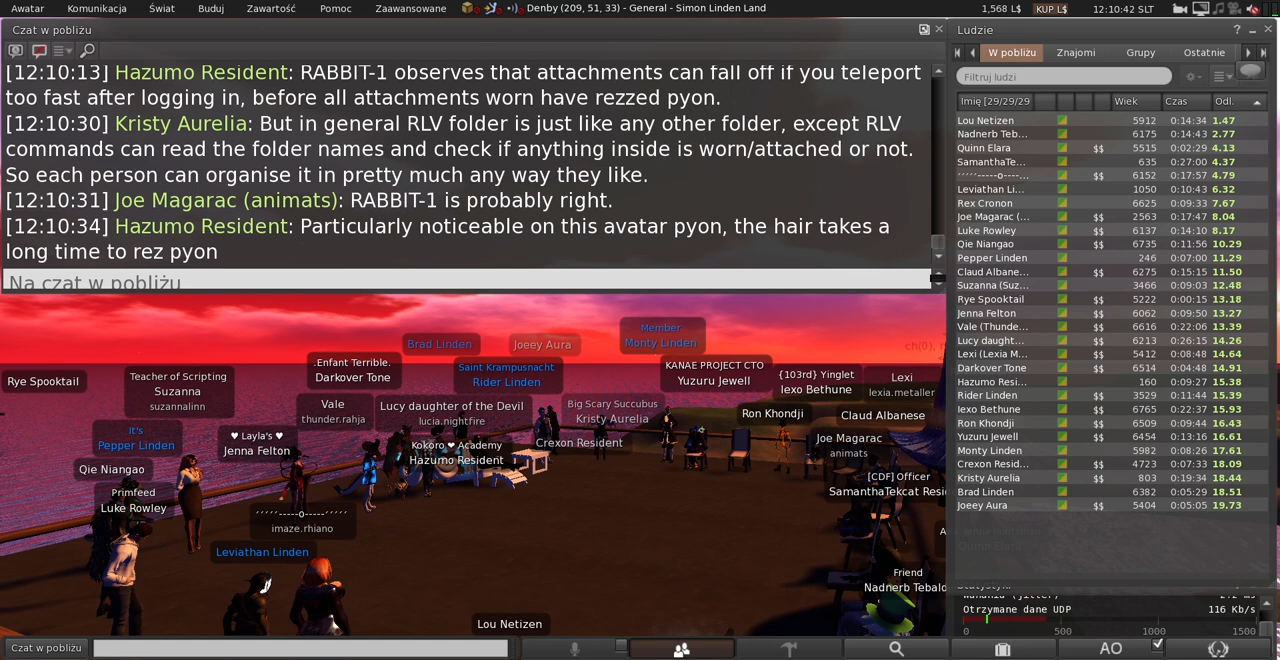 Awatar Komunikacja Świat Buduj Zawartość Pomoc Zaawansowane Denby (209, 51, 33) - General - Simon Linden Land 1,568 L$ KUP L$ 12:10:42 SLT
Czat w pobliżu
[12:10:13] Hazumo Resident: RABBIT-1 observes that attachments can fall off if you teleport
too fast after logging in, before all attachments worn have rezzed pyon.
[12:10:30] Kristy Aurelia: But in general RLV folder is just like any other folder, except RLV
commands can read the folder names and check if anything inside is worn/attached or not.
So each person can organise it in pretty much any way they like.
[12:10:31] Joe Magarac (animats): RABBIT-1 is probably right.
[12:10:34] Hazumo Resident: Particularly noticeable on this avatar pyon, the hair takes a
long time to rez pyon
Na czat w pobliżu
Brad Linden
Joeey Aura
Member
Monty Linden
.Enfant Terrible.
Darkover Tone
Saint Krampusnacht
Rider Linden
KANAE PROJECT CTO
Yuzuru Jewell
{103rd} Yinglet
Iexo Bethune
Lexi
lexia.metaller
Rye Spooktail
Teacher of Scripting
Suzanna
suzannalinn
Vale
thunder.rahja
Lucy daughter of the Devil
lucia.nightfire
Big Scary Succubus
Kristy Aurelia
Ron Khondji
Claud Albanese
It's
Pepper Linden
♥ Layla's ♥
Jenna Felton
Kokoro ❤ Academy
Hazumo Resident
Crexon Resident
Joe Magarac
animats
Qie Niangao
Primfeed
Luke Rowley
[CDF] Officer
SamanthaTekcat Resi
՛՛՛՛՛-----o-----՛՛՛՛՛
imaze.rhiano
Leviathan Linden
Friend
Nadnerb Tebald
Lou Netizen
Ludzie
W pobliżu Znajomi Grupy Ostatnie
Filtruj ludzi
Imię [29/29/29 Wiek Czas Odl.
Lou Netizen 5912 0:14:34 1.47
Nadnerb Teb... 6175 0:14:43 2.77
Quinn Elara $$ 5515 0:02:29 4.13
SamanthaTe... 635 0:27:00 4.37
՛՛՛՛՛-----o----... $$ 6152 0:17:57 4.79
Leviathan Li... 1050 0:10:43 6.32
Rex Cronon 6625 0:09:33 7.67
Joe Magarac (... $$ 2563 0:17:47 8.04
Luke Rowley $$ 6137 0:14:10 8.17
Qie Niangao $$ 6735 0:11:56 10.29
Pepper Linden 246 0:07:00 11.29
Claud Albane... $$ 6275 0:15:15 11.50
Suzanna (Suz... 3466 0:09:03 12.48
Rye Spooktail $$ 5222 0:00:15 13.18
Jenna Felton $$ 6062 0:09:50 13.27
Vale (Thunde... $$ 6616 0:22:06 13.39
Lucy daught... $$ 6213 0:26:15 14.26
Lexi (Lexia M... $$ 5412 0:08:48 14.64
Darkover Tone $$ 6514 0:04:48 14.91
Hazumo Resi... 160 0:09:27 15.38
Rider Linden $$ 3529 0:11:44 15.39
Iexo Bethune $$ 6765 0:22:37 15.93
Ron Khondji $$ 6509 0:09:44 16.43
Yuzuru Jewell $$ 6454 0:13:16 16.61
Monty Linden 5982 0:08:26 17.61
Crexon Resid... $$ 4723 0:07:33 18.09
Kristy Aurelia $$ 803 0:19:34 18.44
Brad Linden 6382 0:05:29 18.51
Joeey Aura $$ 5404 0:05:05 19.73
Otrzymane dane UDP 116 Kb/s
0 500 1000 1500
Czat w pobliżu AO